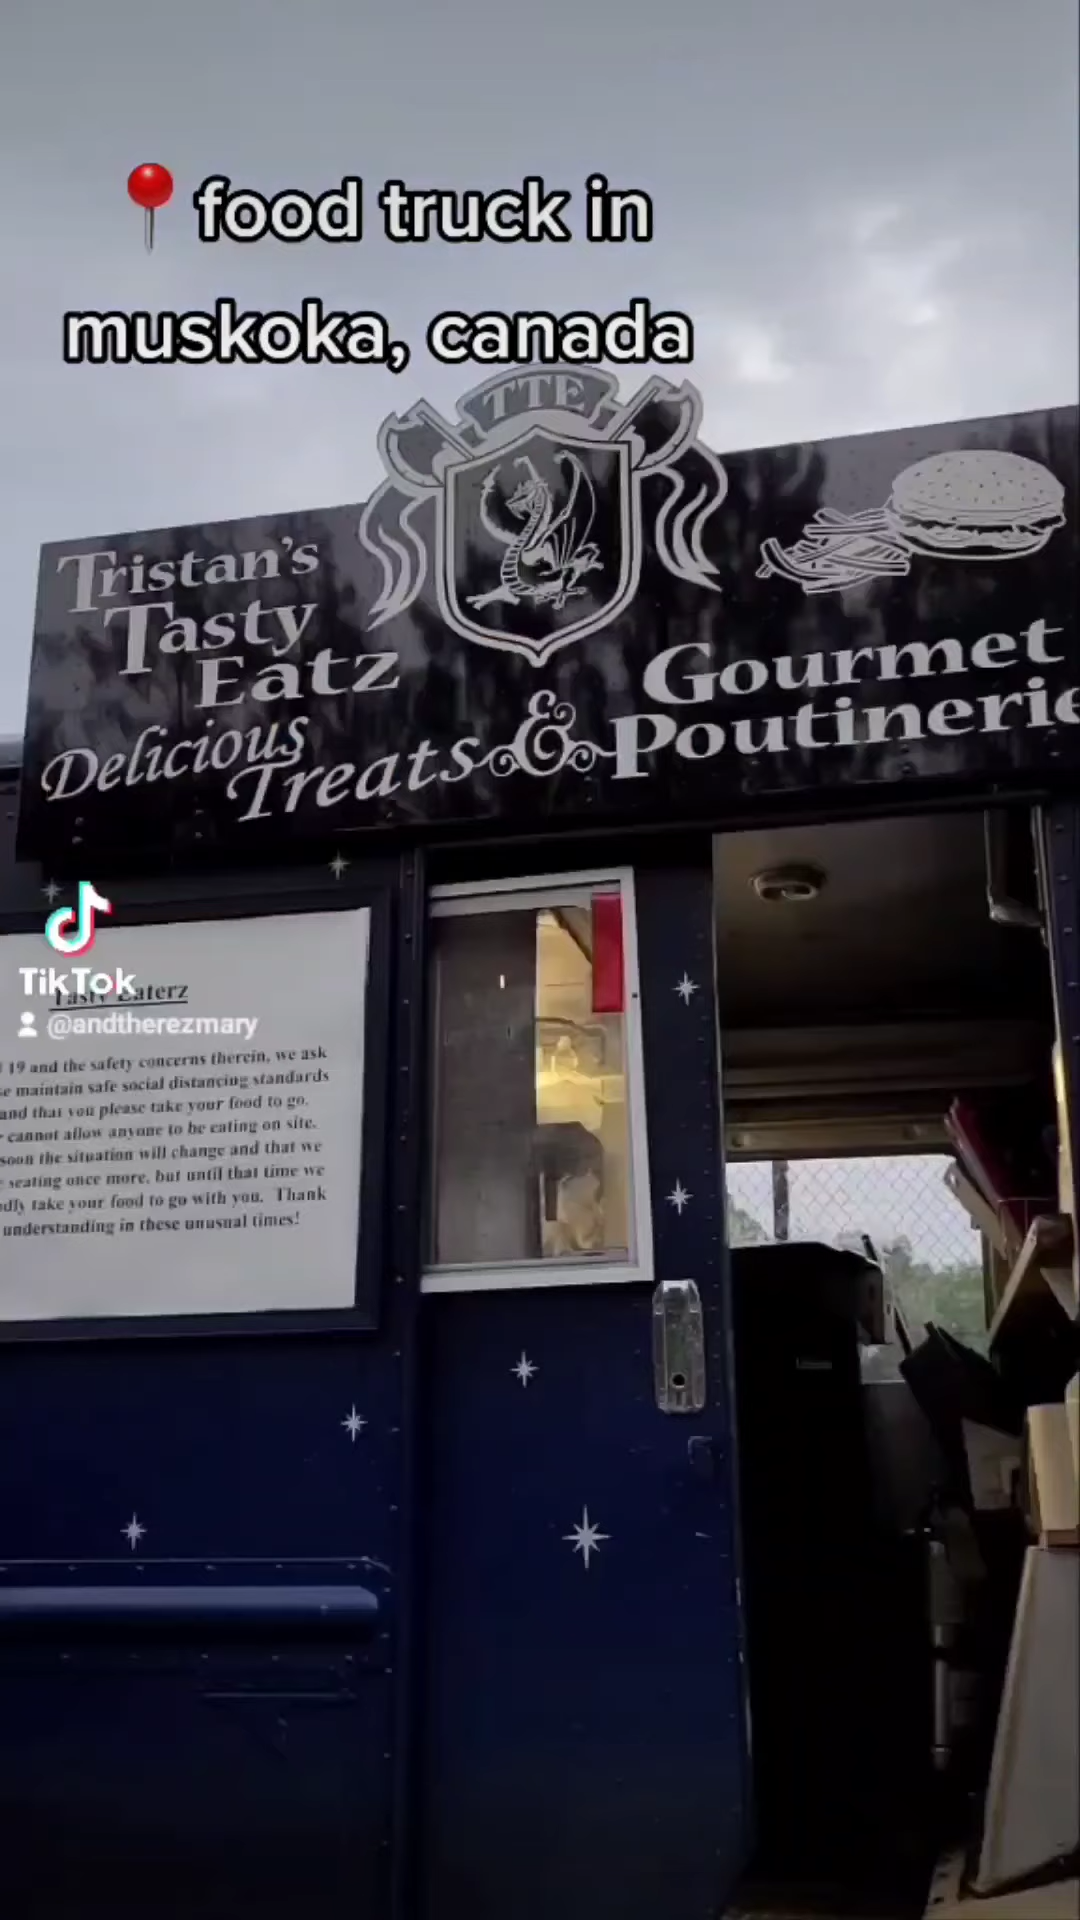 food truck in
muskoka, canada
TTE
Tristan's
Tasty
Eatz
Delicious
Treats & Gourmet
Poutinerie
TikTok
Tasty Eaterz
@andtherezmary
19 and the safety concerns therein, we ask
maintain safe social distancing standards
and that you please take your food to go.
cannot allow anyone to be eating on site.
soon the situation will change and that we
seating once more, but until that time we
take your food to go with you. Thank
understanding in these unusual times!